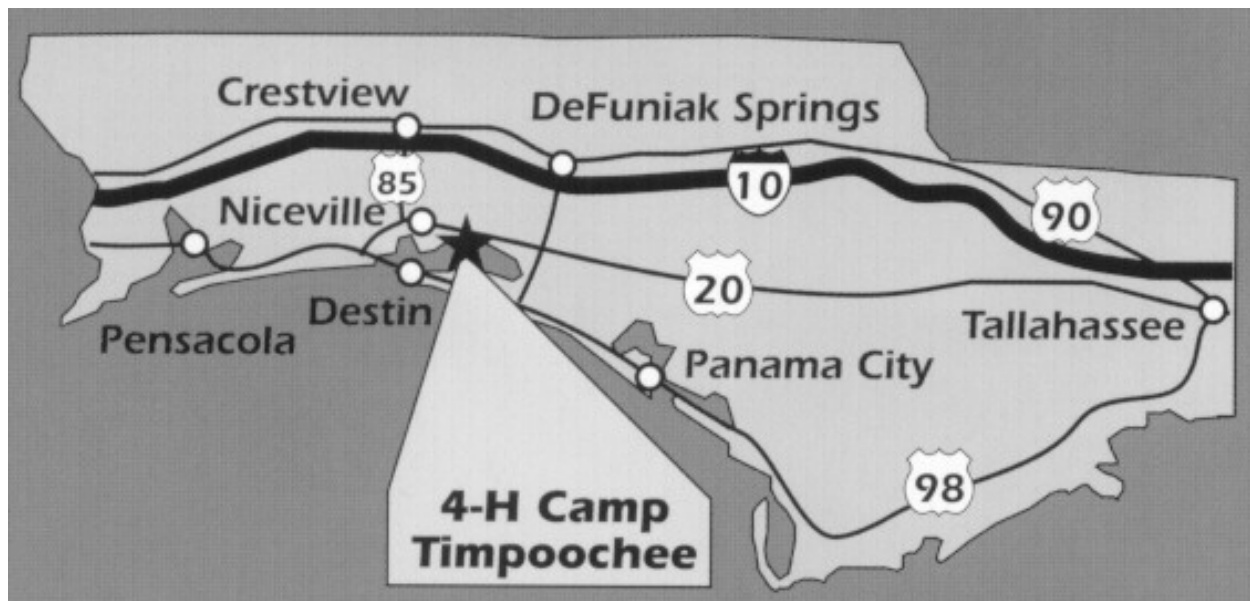 Crestview
DeFuniak Springs
85
10
Niceville
90
20
Destin
Pensacola
Tallahassee
Panama City
98
4-H Camp
Timpoochee